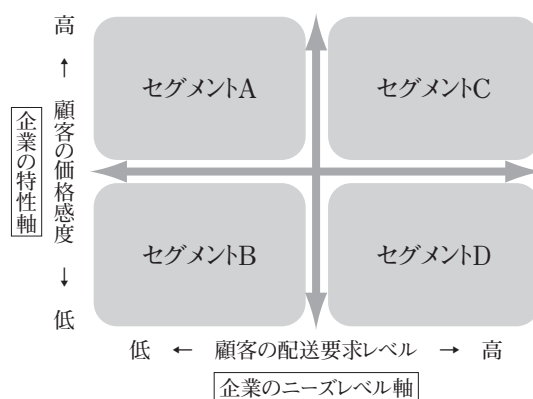 高
↑
顧客の価格感度
↓
低
企業の特性軸
セグメントA
セグメントC
セグメントB
セグメントD
低 ← 顧客の配送要求レベル → 高
企業のニーズレベル軸